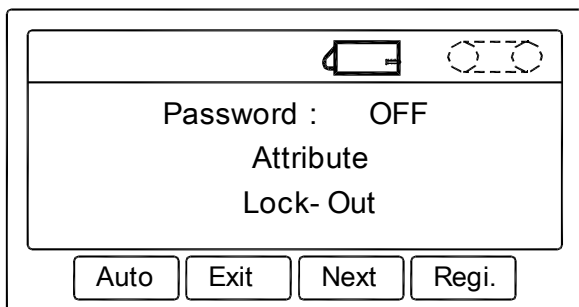 Password : OFF
Attribute
Lock- Out
Auto Exit Next Regi.